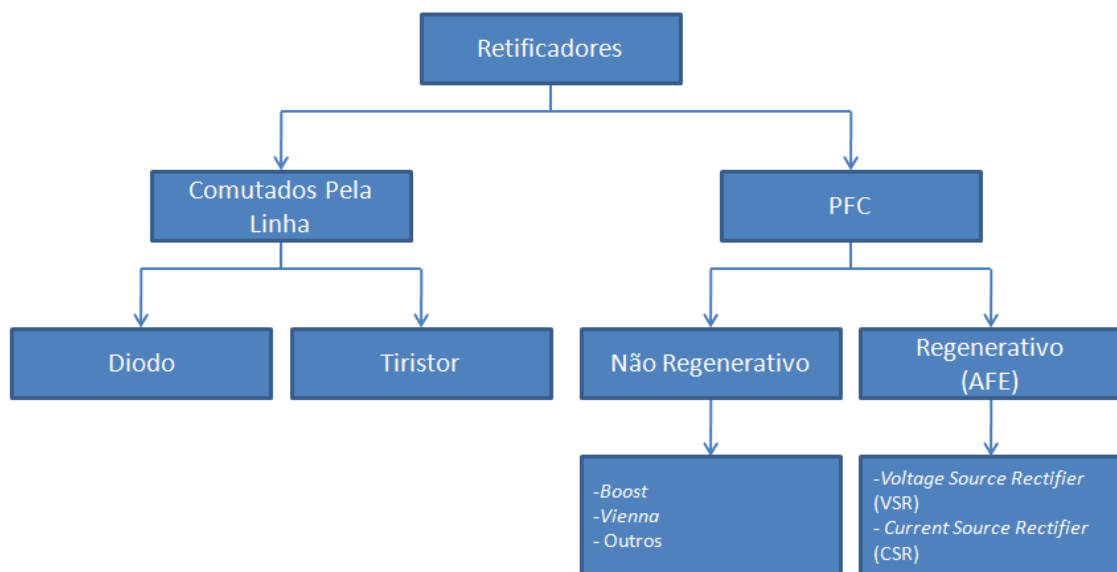 Retificadores
Comutados Pela
Linha
PFC
Diodo
Tiristor
Não Regenerativo
Regenerativo
(AFE)
-Boost
-Vienna
- Outros
-Voltage Source Rectifier
(VSR)
- Current Source Rectifier
(CSR)